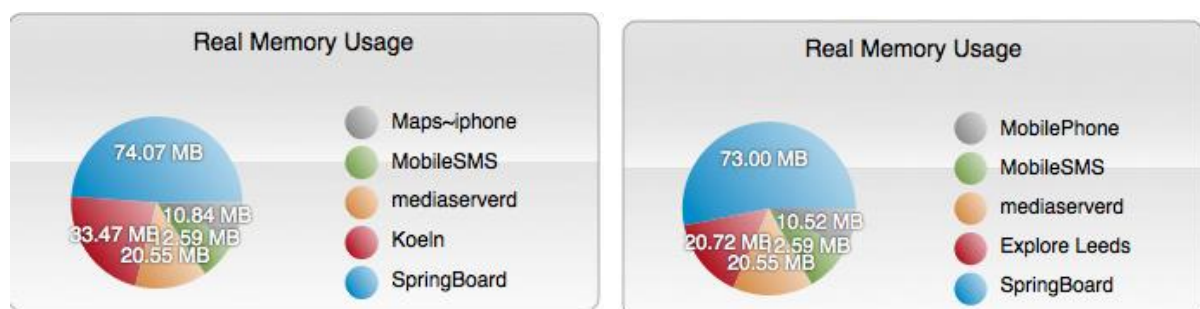 Real Memory Usage
74.07 MB
10.84 MB
33.47 MB
12.59 MB
20.55 MB
Maps~iphone
MobileSMS
mediaserverd
Koeln
SpringBoard
Real Memory Usage
73.00 MB
10.52 MB
20.72 MB
12.59 MB
20.55 MB
MobilePhone
MobileSMS
mediaserverd
Explore Leeds
SpringBoard